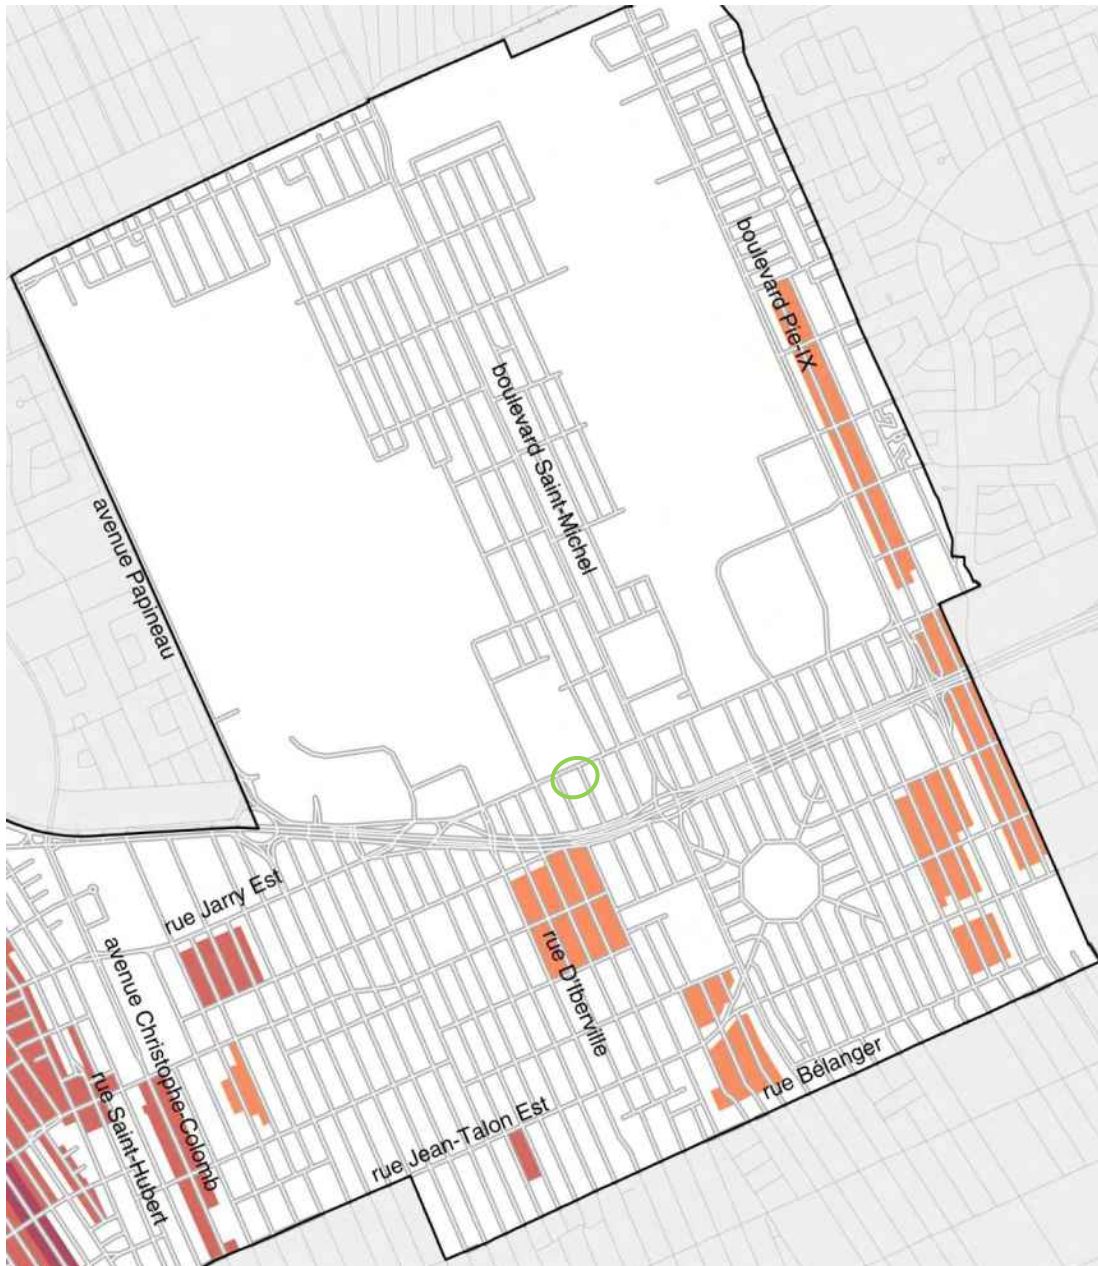 boulevard Pie-IX
boulevard Saint-Michel
avenue Papineau
rue Jarry Est
avenue Christophe-Colomb
rue D'Iberville
rue Saint-Hubert
rue Jean-Talon Est
rue Bélanger